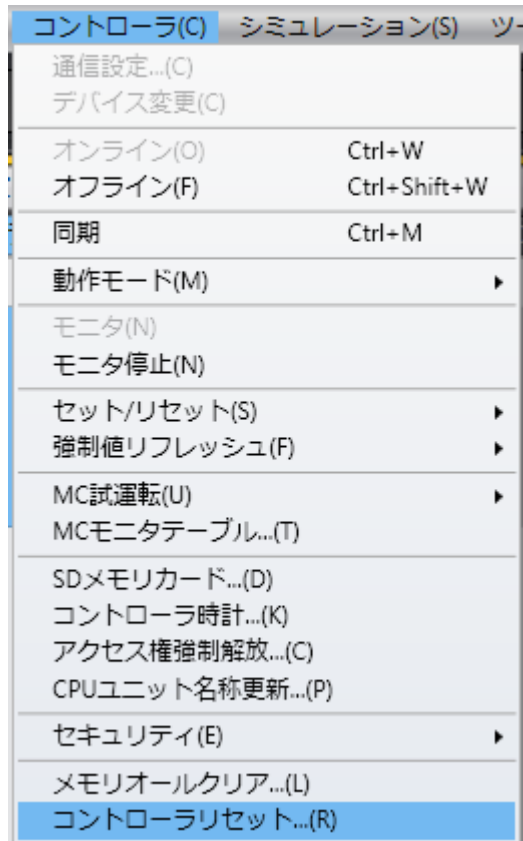 コントローラ(C) シミュレーション(S) ツー
通信設定...(C)
デバイス変更(C)
オンライン(O) Ctrl+W
オフライン(F) Ctrl+Shift+W
同期 Ctrl+M
動作モード(M)
モニタ(N)
モニタ停止(N)
セット/リセット(S)
強制値リフレッシュ(F)
MC試運転(U)
MCモニタテーブル...(T)
SDメモリカード...(D)
コントローラ時計...(K)
アクセス権強制解放...(C)
CPUユニット名称更新...(P)
セキュリティ(E)
メモリオールクリア...(L)
コントローラリセット...(R)